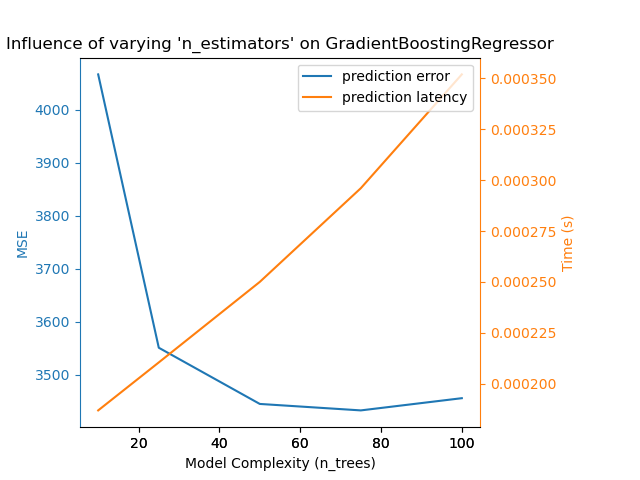 Influence of varying 'n_estimators' on GradientBoostingRegressor
prediction error
prediction latency
4000
3900
3800
3700
3600
3500
MSE
0.000350
0.000325
0.000300
0.000275
0.000250
0.000225
0.000200
Time (s)
20 40 60 80 100
Model Complexity (n_trees)